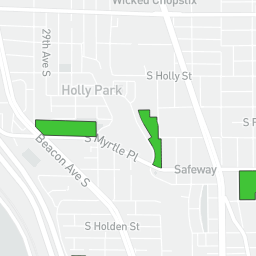 Wicked Chopstix
29th Ave S
S Holly St
Holly Park
S F
S Myrtle Pl
Beacon Ave S
Safeway
S Holden St